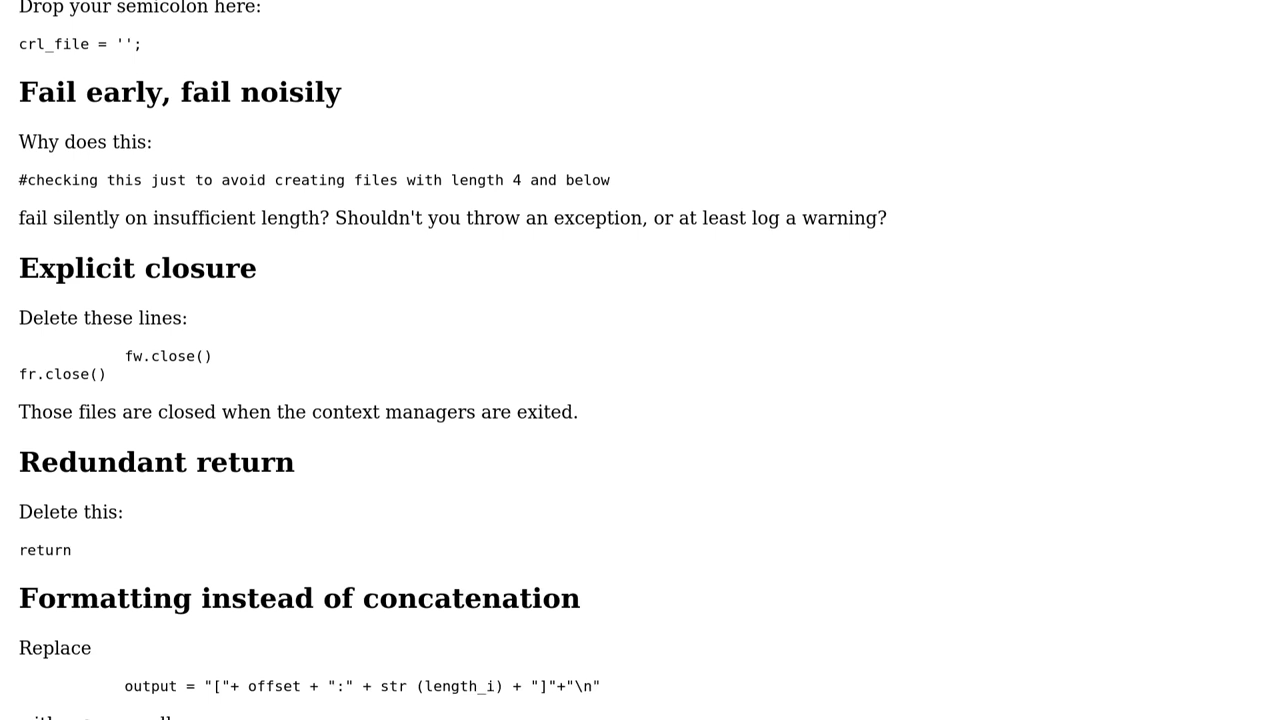 Drop your semicolon here:
crl_file = '';
Fail early, fail noisily
Why does this:
#checking this just to avoid creating files with length 4 and below
fail silently on insufficient length? Shouldn't you throw an exception, or at least log a warning?
Explicit closure
Delete these lines:
fw.close()
fr.close()
Those files are closed when the context managers are exited.
Redundant return
Delete this:
return
Formatting instead of concatenation
Replace
output = "["+ offset + ":" + str (length_i) + "]"+"\n"